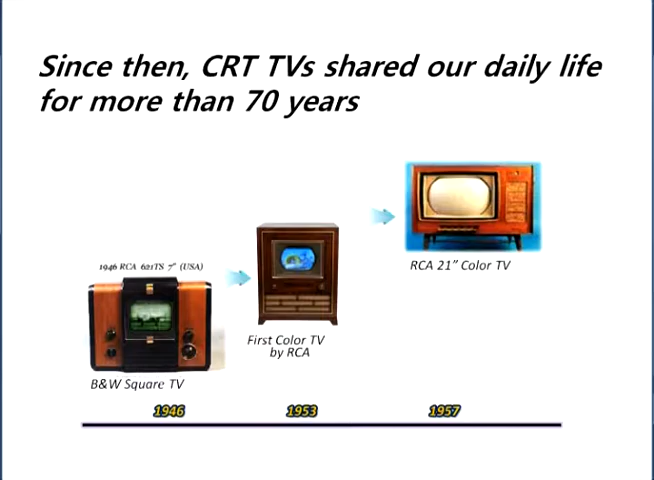 Since then, CRT TVs shared our daily life
for more than 70 years
1946 RCA 621TS 7" (USA)
RCA 21” Color TV
First Color TV
by RCA
B&W Square TV
1946
1953
1957